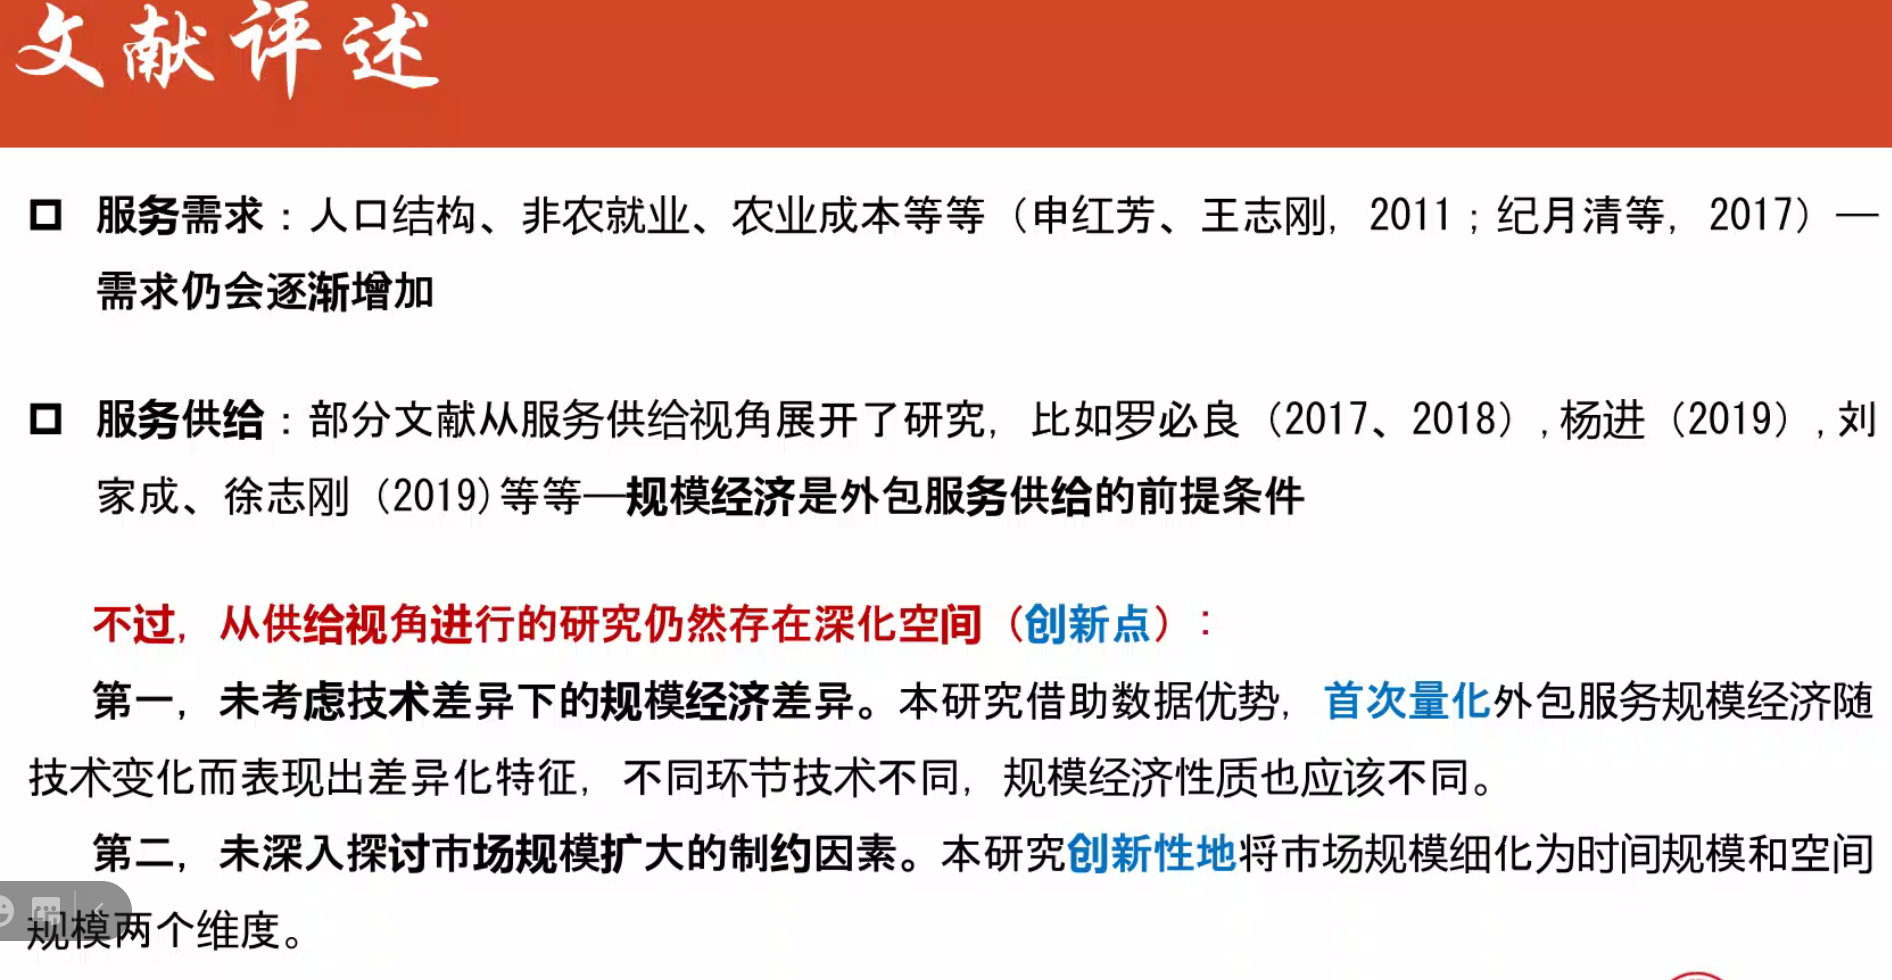 文献评述
服务需求：人口结构、非农就业、农业成本等等（申红芳、王志刚，2011；纪月清等，2017）—
需求仍会逐渐增加
服务供给：部分文献从服务供给视角展开了研究，比如罗必良（2017、2018）,杨进（2019）,刘
家成、徐志刚（2019)等等—规模经济是外包服务供给的前提条件
不过，从供给视角进行的研究仍然存在深化空间（创新点）：
第一，未考虑技术差异下的规模经济差异。本研究借助数据优势，首次量化外包服务规模经济随
技术变化而表现出差异化特征，不同环节技术不同，规模经济性质也应该不同。
第二，未深入探讨市场规模扩大的制约因素。本研究创新性地将市场规模细化为时间规模和空间
规模两个维度。